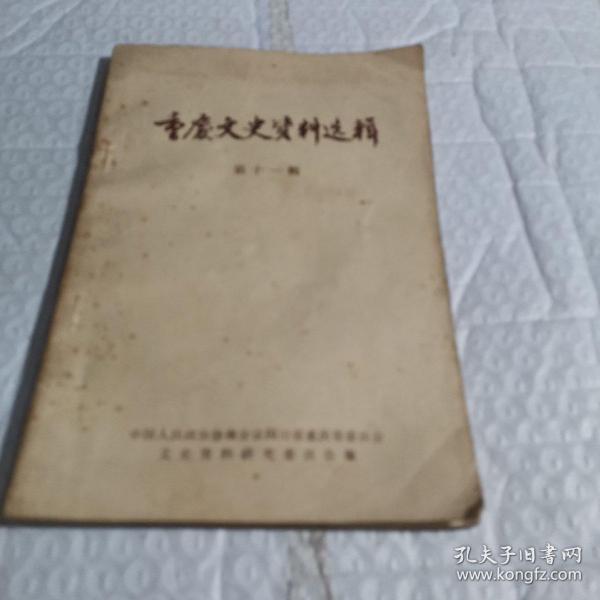 重庆文史资料选辑
第十一辑
中国人民政治协商会议四川省重庆市委员会
文史资料研究委员会编
孔夫子旧书网
www.kongfz.com